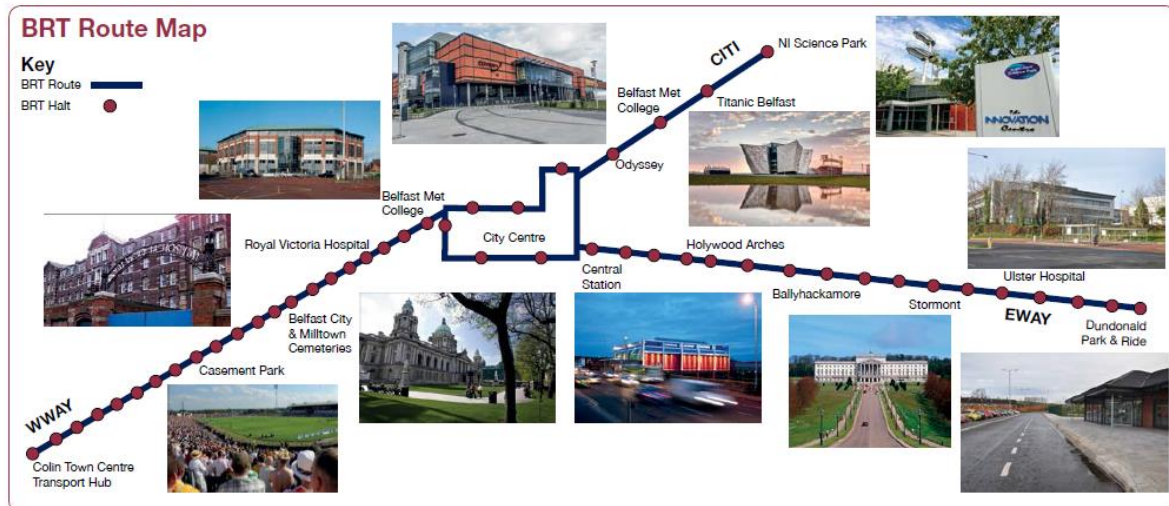 BRT Route Map
Key
BRT Route
BRT Halt
CITI
NI Science Park
Belfast Met
College
Titanic Belfast
Odyssey
THE
INNOVATION
Centre
Belfast Met
College
City Centre
Royal Victoria Hospital
Holywood Arches
Central
Station
Ballyhackamore
Ulster Hospital
Stormont
EWAY
Dundonald
Park & Ride
Belfast City
& Milltown
Cemeteries
Casement Park
WWAY
Colin Town Centre
Transport Hub